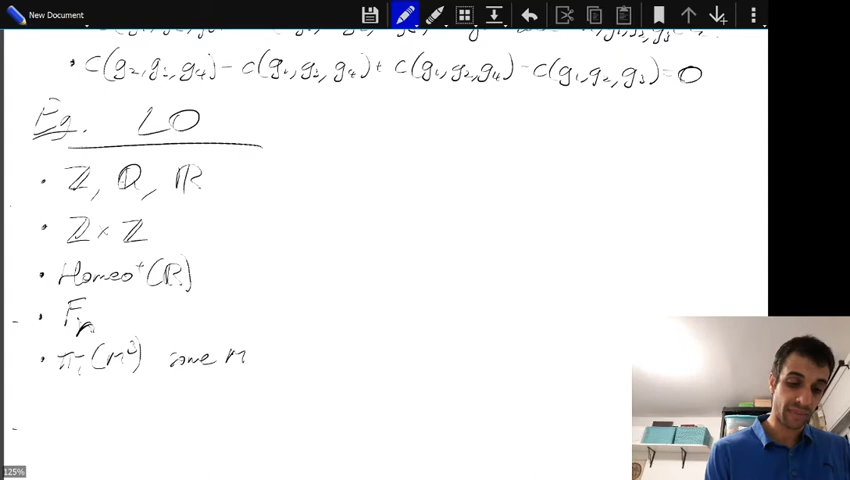 New Document
• c(g₂,g₃,g₄) – c(g₁,g₃,g₄) + c(g₁,g₂,g₄) – c(g₁,g₂,g₃) = 0
Eg. LO
• ℤ, ℚ, ℝ
• ℤ × ℤ
• Homeo⁺(ℝ)
• Fₙ
• π₁(M³) some M
125%